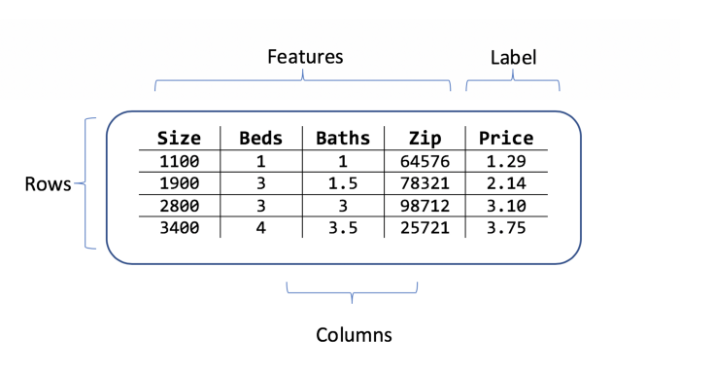 Features Label
Size Beds Baths Zip Price
1100 1 1 64576 1.29
Rows 1900 3 1.5 78321 2.14
2800 3 3 98712 3.10
3400 4 3.5 25721 3.75
Columns